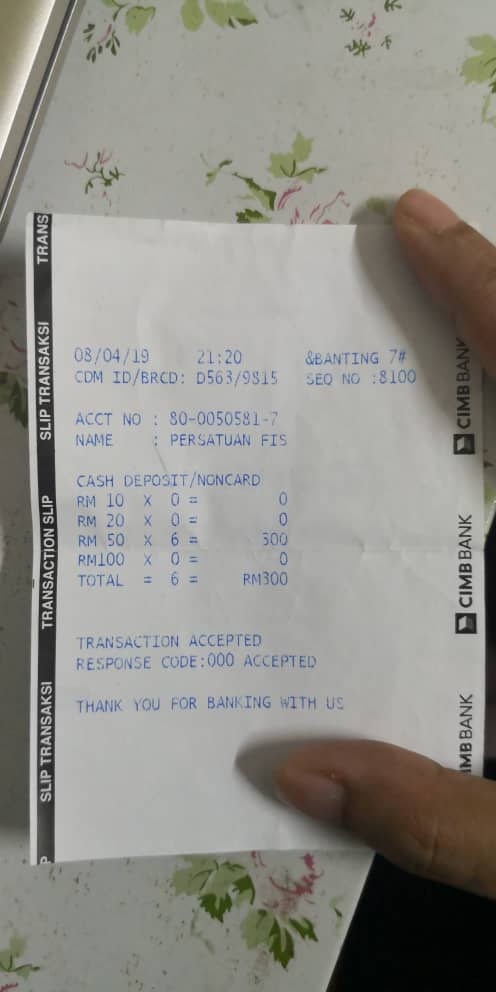 08/04/19 21:20 &BANTING 7#
CDM ID/BRCD: D563/9815 SEQ NO :8100
ACCT NO : 80-0050581-7
NAME : PERSATUAN FIS
CASH DEPOSIT/NONCARD
RM 10 X 0 = 0
RM 20 X 0 = 0
RM 50 X 6 = 300
RM100 X 0 = 0
TOTAL = 6 = RM300
TRANSACTION ACCEPTED
RESPONSE CODE:000 ACCEPTED
THANK YOU FOR BANKING WITH US
TRANS
SLIP TRANSAKSI
TRANSACTION SLIP
SLIP TRANSAKSI
P
CIMB BANK
CIMB BANK
IMB BANK